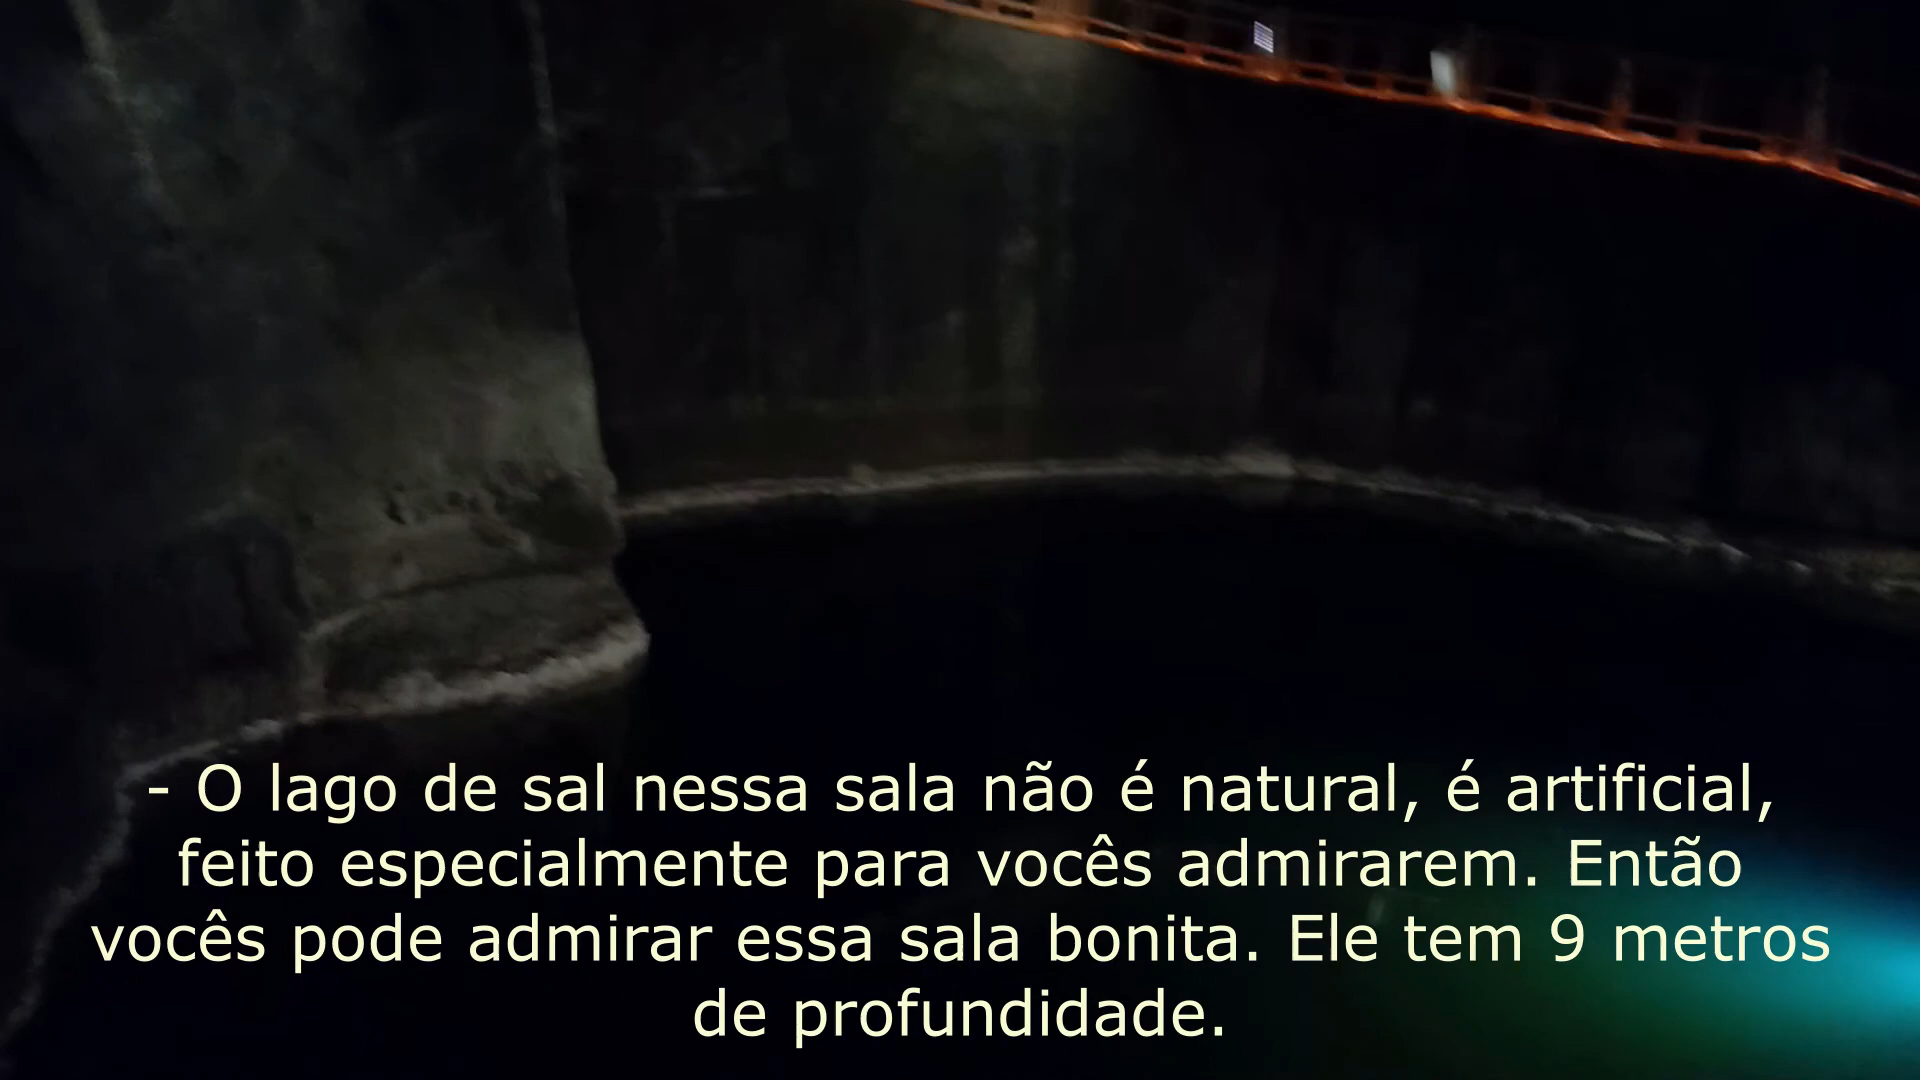 - O lago de sal nessa sala não é natural, é artificial,
feito especialmente para vocês admirarem. Então
vocês pode admirar essa sala bonita. Ele tem 9 metros
de profundidade.